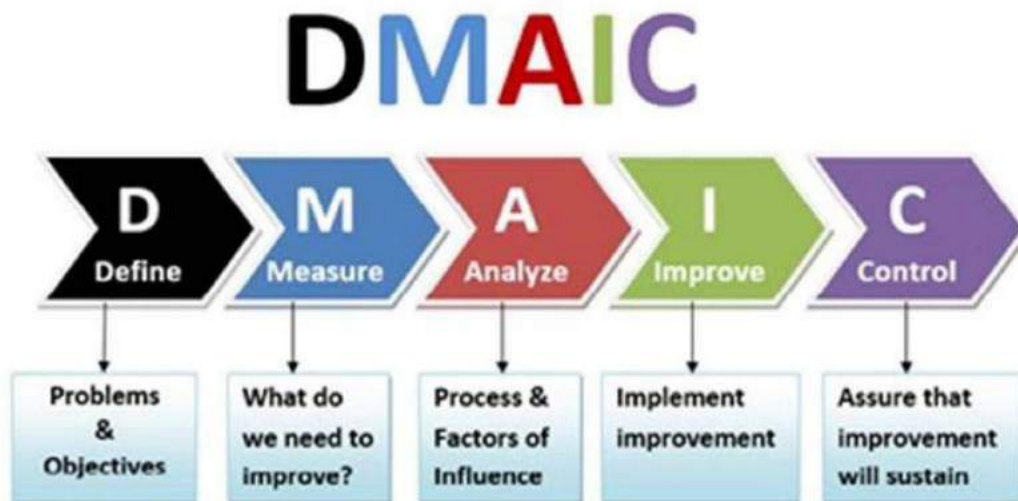 DMAIC
D
Define
M
Measure
A
Analyze
I
Improve
C
Control
Problems
&
Objectives
What do
we need to
improve?
Process &
Factors of
Influence
Implement
improvement
Assure that
improvement
will sustain